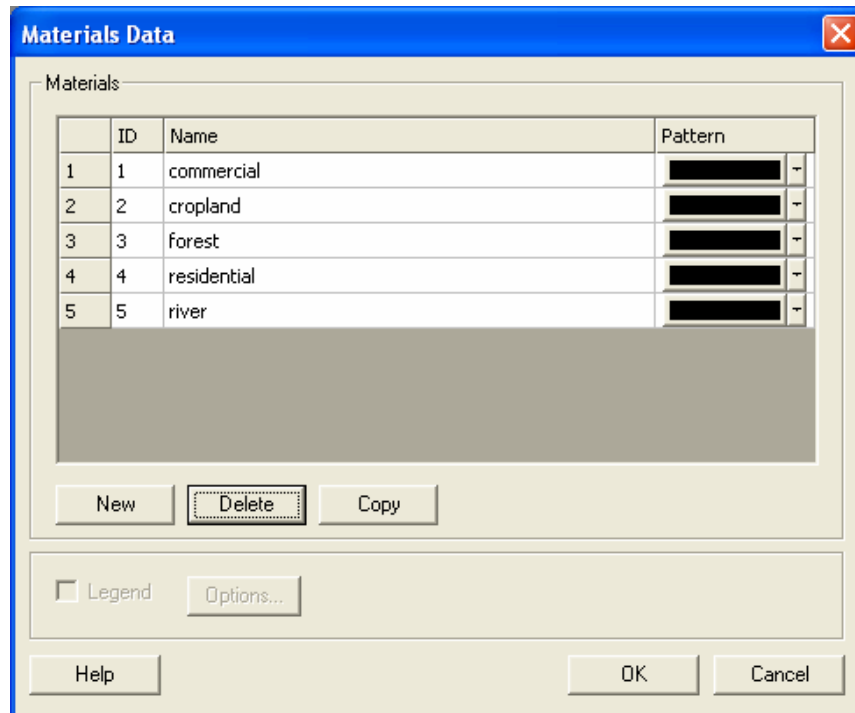 Materials Data
Materials
ID Name Pattern
1 1 commercial
2 2 cropland
3 3 forest
4 4 residential
5 5 river
New Delete Copy
Legend Options...
Help OK Cancel